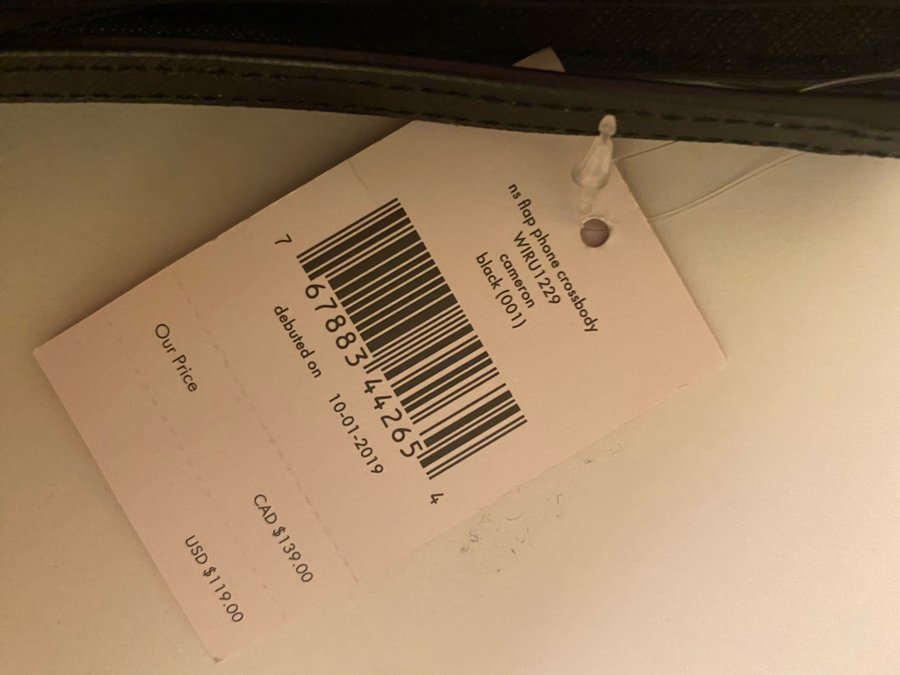 ns flap phone crossbody
WIRU1229
cameron
black (001)
7 67883 44265 4
debuted on 10-01-2019
CAD $139.00
Our Price USD $119.00